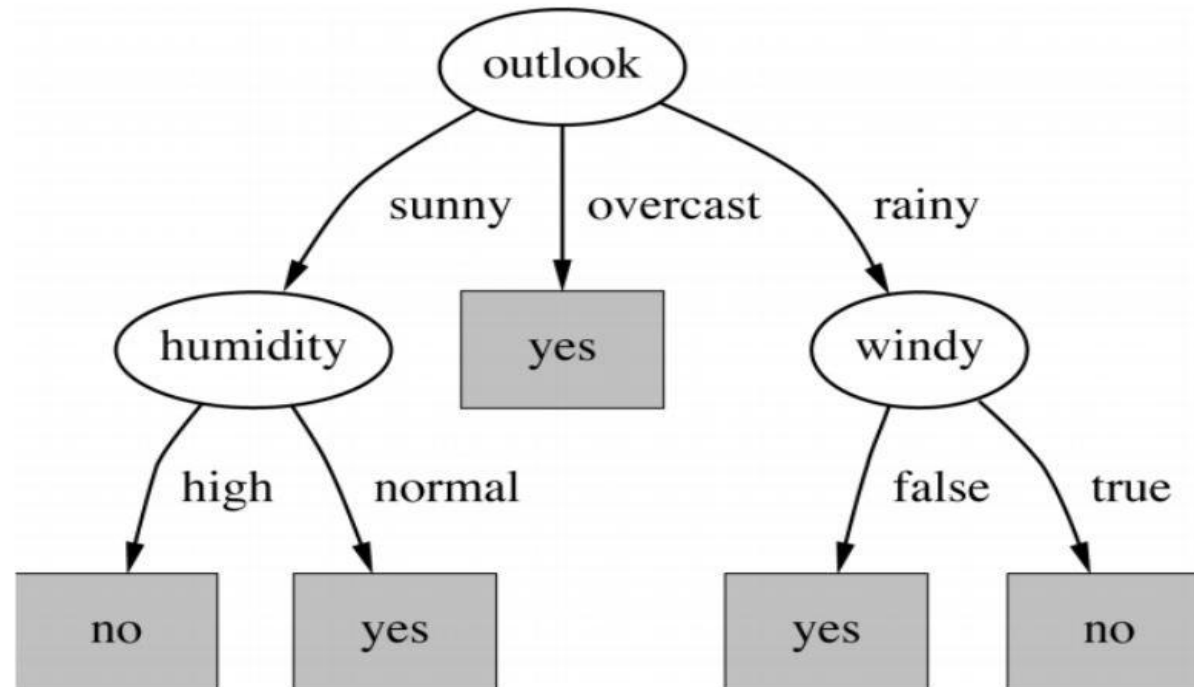 outlook
sunny overcast rainy
humidity yes windy
high normal false true
no yes yes no